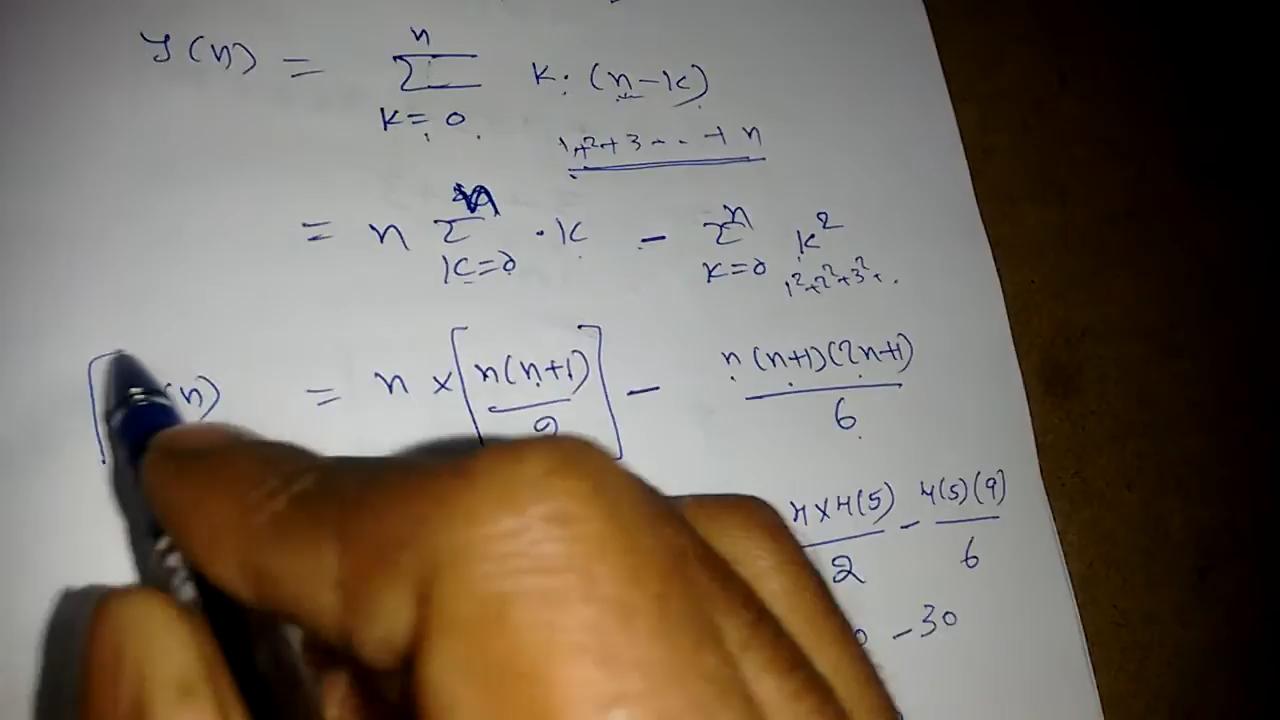 y(n) = Σ_{k=0}^{n} k · (n-k)
1+2+3 --- + n
= n Σ_{k=0}^{n} · k - Σ_{k=0}^{n} k²
1²+2²+3²+.
(n) = n × [n(n+1)/2] - n(n+1)(2n+1)/6
4×4(5)/2 - 4(5)(9)/6
0 - 30